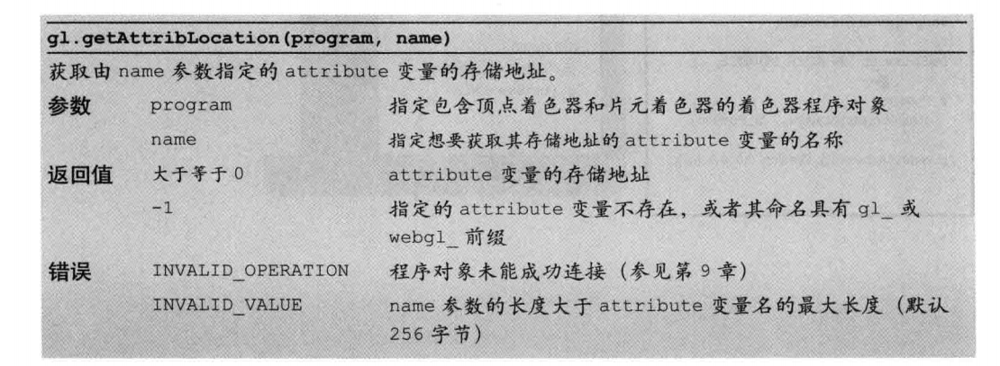 gl.getAttribLocation(program, name)
获取由 name 参数指定的 attribute 变量的存储地址。
参数 program 指定包含顶点着色器和片元着色器的着色器程序对象
name 指定想要获取其存储地址的 attribute 变量的名称
返回值 大于等于 0 attribute 变量的存储地址
-1 指定的 attribute 变量不存在，或者其命名具有 gl_ 或
webgl_ 前缀
错误 INVALID_OPERATION 程序对象未能成功连接（参见第 9 章）
INVALID_VALUE name 参数的长度大于 attribute 变量名的最大长度（默认
256 字节）